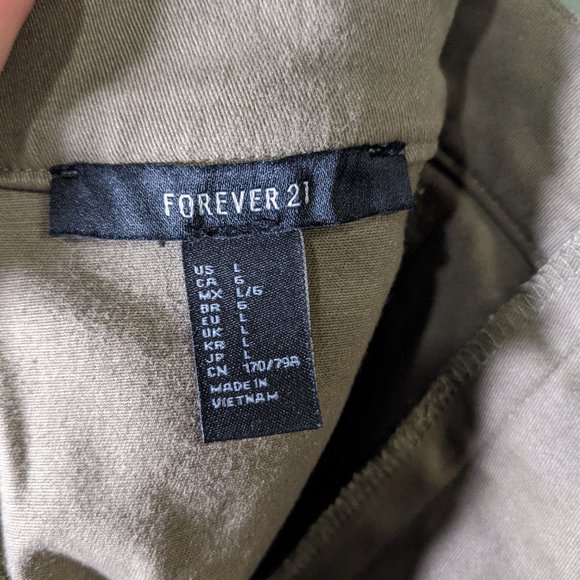 FOREVER 21
US L
CA G
MX L/G
BR G
EU L
UK L
KR L
JP L
CN 170/79A
MADE IN
VIETNAM